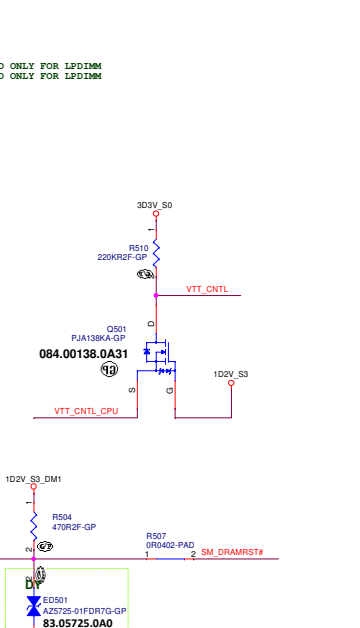 D ONLY FOR LPDIMM
D ONLY FOR LPDIMM
3D3V_S0
1
R510
220KR2F-GP
VTT_CNTL
D
Q501
PJA138KA-GP
084.00138.0A31
S
G
1D2V_S3
VTT_CNTL_CPU
1D2V_S3_DM1
1
R504
470R2F-GP
2
R507
0R0402-PAD
1
2
SM_DRAMRST#
DY
ED501
AZ5725-01FDR7G-GP
83.05725.0A0